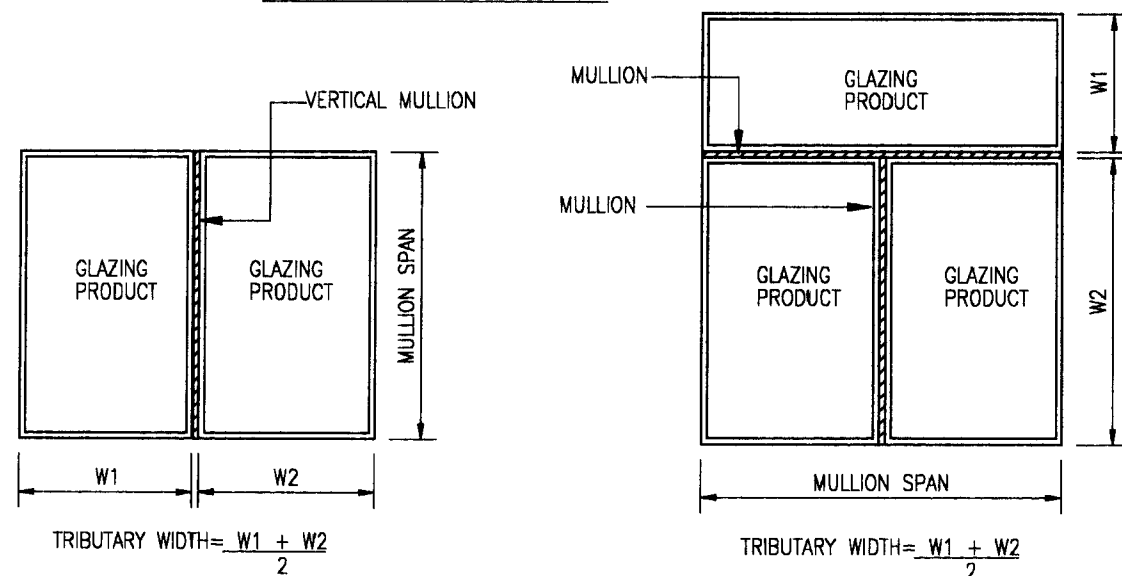 VERTICAL MULLION
GLAZING
PRODUCT
GLAZING
PRODUCT
MULLION SPAN
W1
W2
TRIBUTARY WIDTH= W1 + W2
2
MULLION
GLAZING
PRODUCT
W1
MULLION
GLAZING
PRODUCT
GLAZING
PRODUCT
W2
MULLION SPAN
TRIBUTARY WIDTH= W1 + W2
2